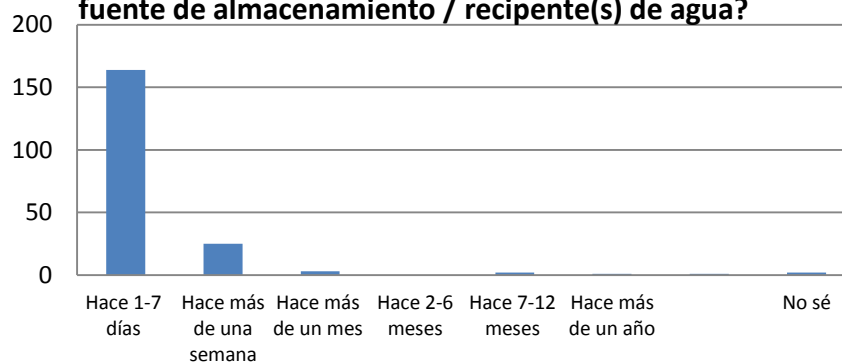 fuente de almacenamiento / recipente(s) de agua?
200
150
100
50
0
Hace 1-7 días
Hace más de una semana
Hace más de un mes
Hace 2-6 meses
Hace 7-12 meses
Hace más de un año
No sé